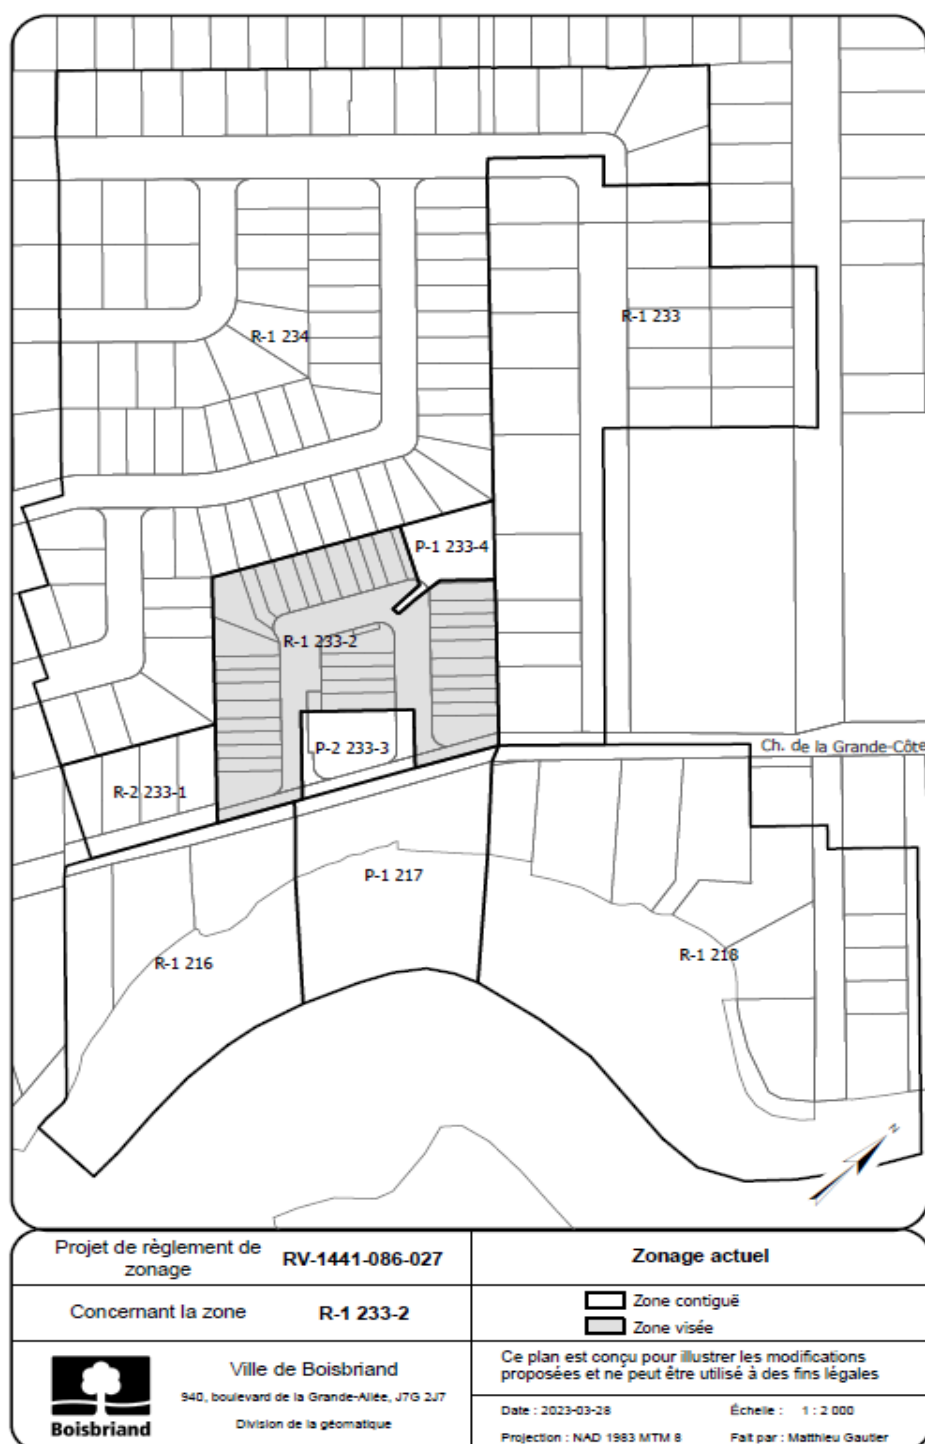 R-1 234
R-1 233
P-1 233-4
R-1 233-2
P-2 233-3
Ch. de la Grande-Côte
R-2 233-1
P-1 217
R-1 216
R-1 218
N
Projet de règlement de zonage
RV-1441-086-027
Zonage actuel
Concernant la zone
R-1 233-2
Zone contiguë
Zone visée
Boisbriand
Ville de Boisbriand
940, boulevard de la Grande-Allée, J7G 2J7
Division de la géomatique
Ce plan est conçu pour illustrer les modifications
proposées et ne peut être utilisé à des fins légales
Date : 2023-03-28
Échelle : 1 : 2 000
Projection : NAD 1983 MTM 8
Fait par : Matthieu Gautier